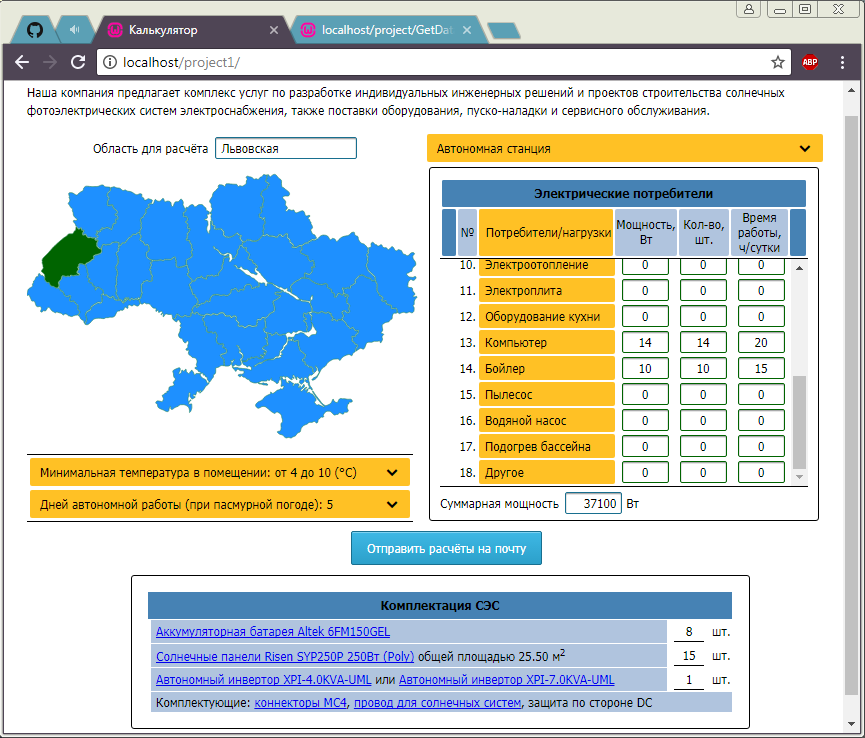 Калькулятор
localhost/project/GetDat
localhost/project1/
ABP
Наша компания предлагает комплекс услуг по разработке индивидуальных инженерных решений и проектов строительства солнечных
фотоэлектрических систем электроснабжения, также поставки оборудования, пуско-наладки и сервисного обслуживания.
Область для расчёта Львовская
Автономная станция
Электрические потребители
№ Потребители/нагрузки Мощность, Вт Кол-во, шт. Время работы, ч/сутки
10. Электроотопление 0 0 0
11. Электроплита 0 0 0
12. Оборудование кухни 0 0 0
13. Компьютер 14 14 20
14. Бойлер 10 10 15
15. Пылесос 0 0 0
16. Водяной насос 0 0 0
17. Подогрев бассейна 0 0 0
18. Другое 0 0 0
Суммарная мощность 37100 Вт
Минимальная температура в помещении: от 4 до 10 (°C)
Дней автономной работы (при пасмурной погоде): 5
Отправить расчёты на почту
Комплектация СЭС
Аккумуляторная батарея Altek 6FM150GEL 8 шт.
Солнечные панели Risen SYP250P 250Вт (Poly) общей площадью 25.50 м2 15 шт.
Автономный инвертор XPI-4.0KVA-UML или Автономный инвертор XPI-7.0KVA-UML 1 шт.
Комплектующие: коннекторы MC4, провод для солнечных систем, защита по стороне DC